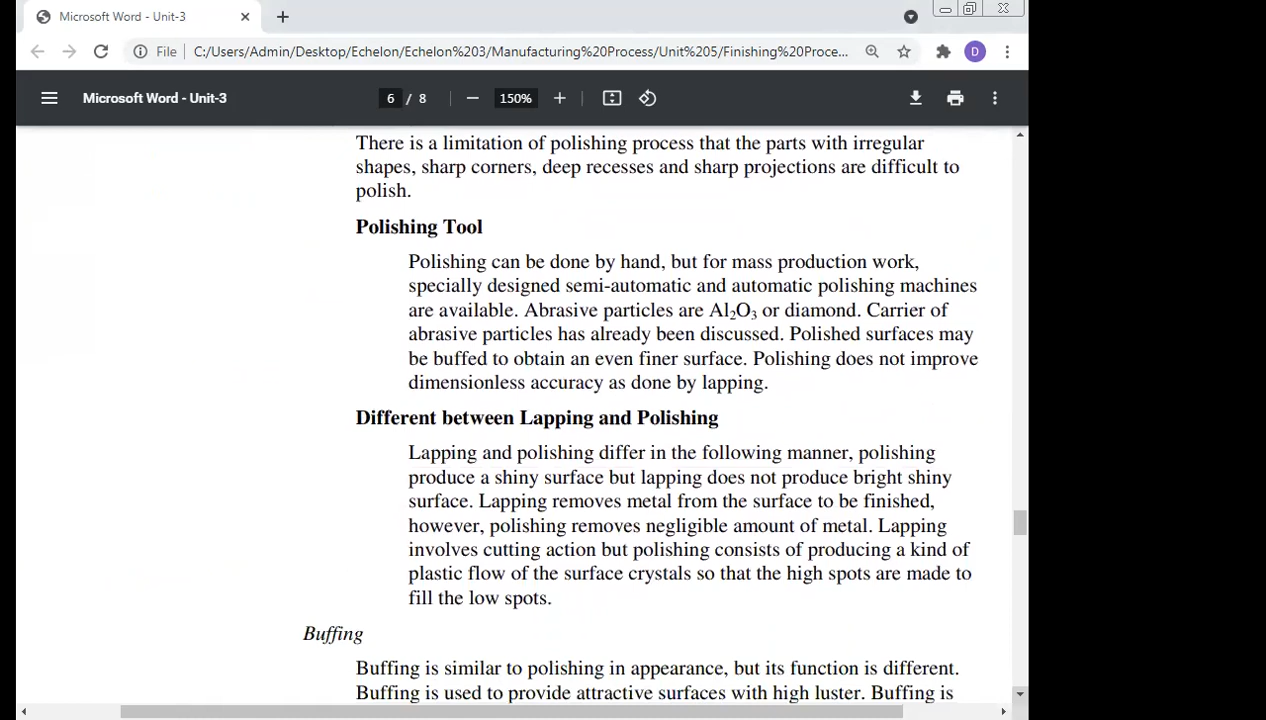 Microsoft Word - Unit-3
File C:/Users/Admin/Desktop/Echelon/Echelon%203/Manufacturing%20Process/Unit%205/Finishing%20Proce...
D
Microsoft Word - Unit-3 6 / 8 150%
There is a limitation of polishing process that the parts with irregular
shapes, sharp corners, deep recesses and sharp projections are difficult to
polish.
Polishing Tool
Polishing can be done by hand, but for mass production work,
specially designed semi-automatic and automatic polishing machines
are available. Abrasive particles are Al₂O₃ or diamond. Carrier of
abrasive particles has already been discussed. Polished surfaces may
be buffed to obtain an even finer surface. Polishing does not improve
dimensionless accuracy as done by lapping.
Different between Lapping and Polishing
Lapping and polishing differ in the following manner, polishing
produce a shiny surface but lapping does not produce bright shiny
surface. Lapping removes metal from the surface to be finished,
however, polishing removes negligible amount of metal. Lapping
involves cutting action but polishing consists of producing a kind of
plastic flow of the surface crystals so that the high spots are made to
fill the low spots.
Buffing
Buffing is similar to polishing in appearance, but its function is different.
Buffing is used to provide attractive surfaces with high luster. Buffing is